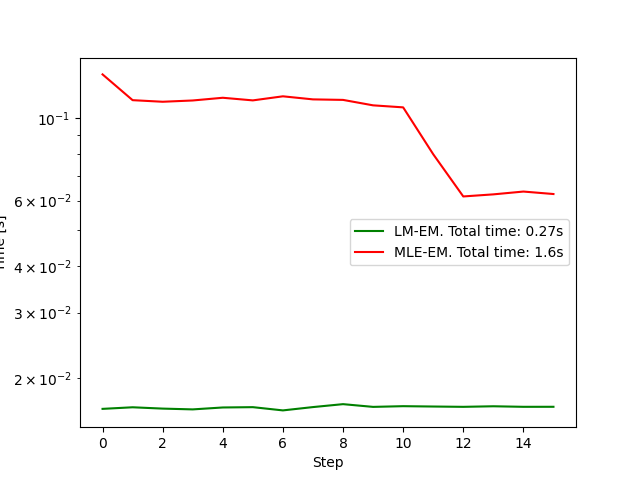 10⁻¹
6 × 10⁻²
4 × 10⁻²
3 × 10⁻²
2 × 10⁻²
Time [s]
LM-EM. Total time: 0.27s
MLE-EM. Total time: 1.6s
0 2 4 6 8 10 12 14
Step